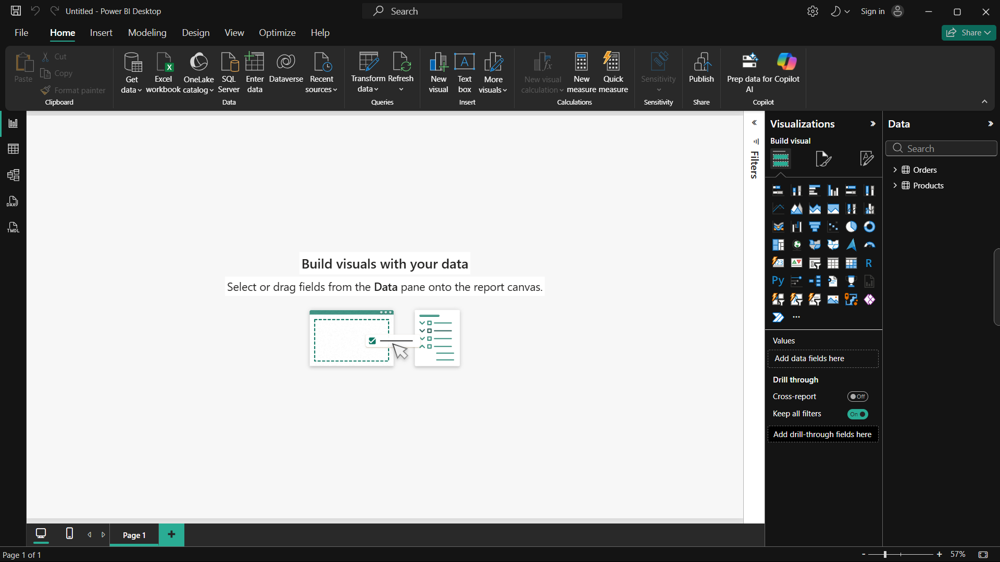 Untitled - Power BI Desktop
Search
Sign in
File
Home
Insert
Modeling
Design
View
Optimize
Help
Share
Paste
Cut
Copy
Format painter
Clipboard
Get
data
Excel
workbook
OneLake
catalog
SQL
Server
Enter
data
Dataverse
Recent
sources
Data
Transform
data
Refresh
Queries
New
visual
Text
box
More
visuals
Insert
New visual
calculation
New
measure
Quick
measure
Calculations
Sensitivity
Sensitivity
Publish
Share
Prep data for
AI
Copilot
Copilot
DAX
TMDL
Build visuals with your data
Select or drag fields from the Data pane onto the report canvas.
Filters
Visualizations
Build visual
123
R
Py
Values
Add data fields here
Drill through
Cross-report
Off
Keep all filters
On
Add drill-through fields here
Data
Search
Orders
Products
Page 1
Page 1 of 1
- + 57%